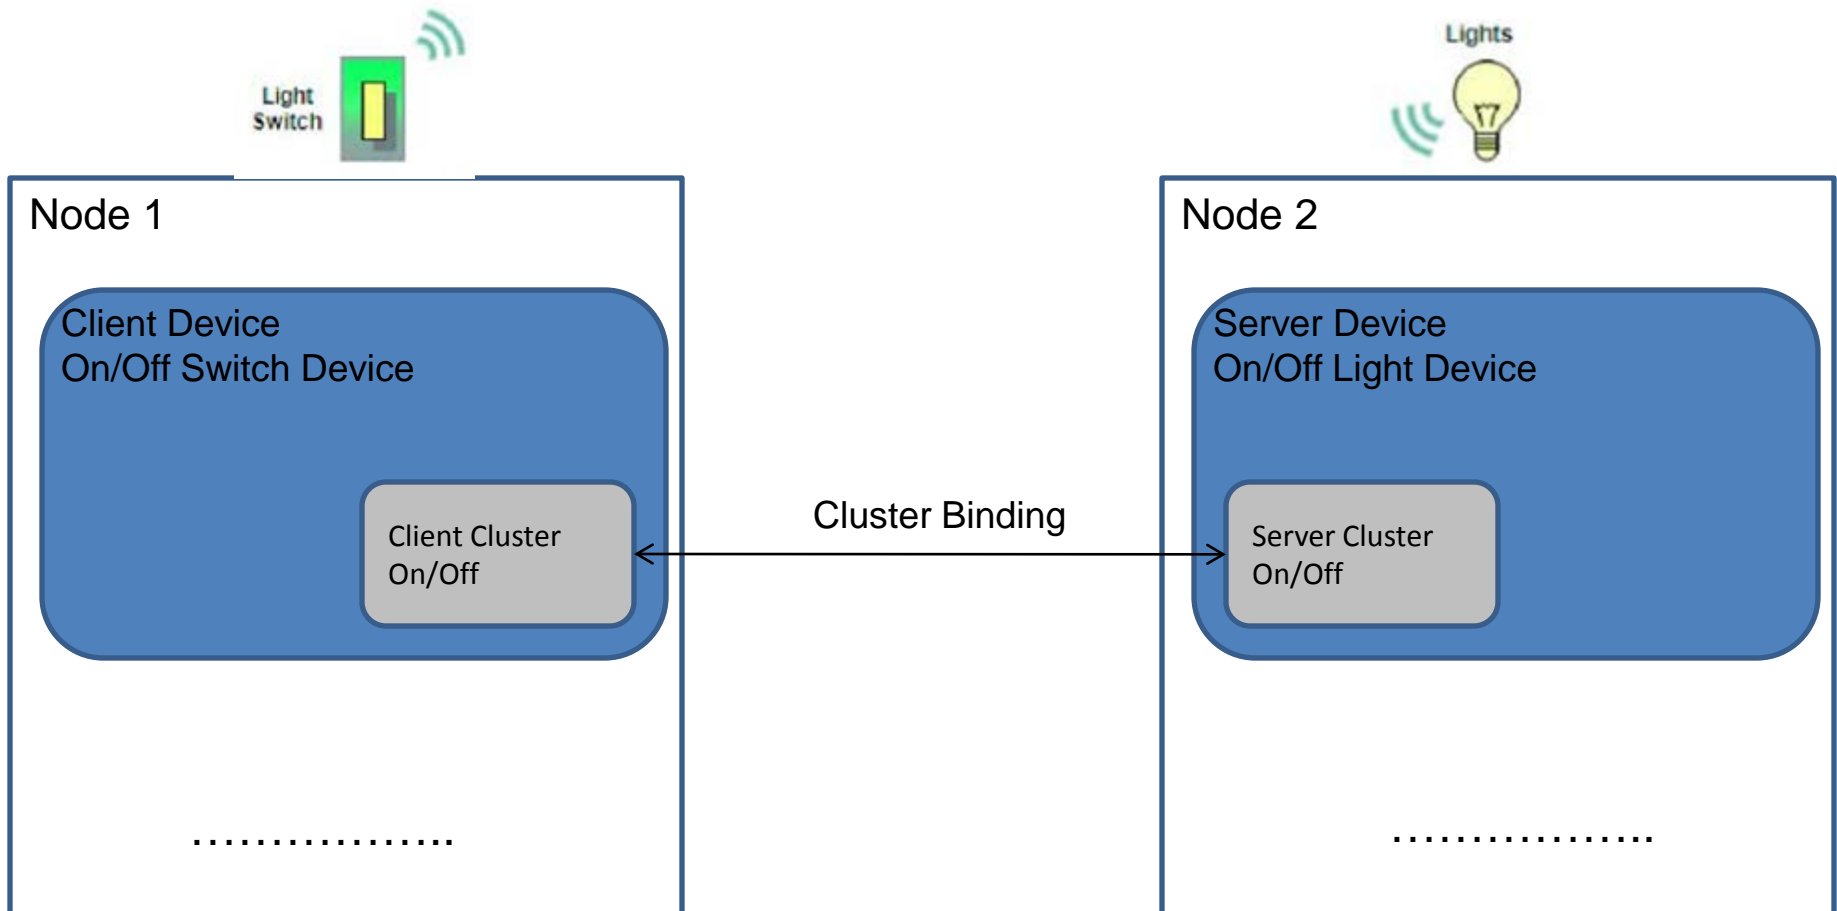 Light
Switch
Lights
Node 1
Client Device
On/Off Switch Device
Client Cluster
On/Off
………………..
Cluster Binding
Node 2
Server Device
On/Off Light Device
Server Cluster
On/Off
………………..